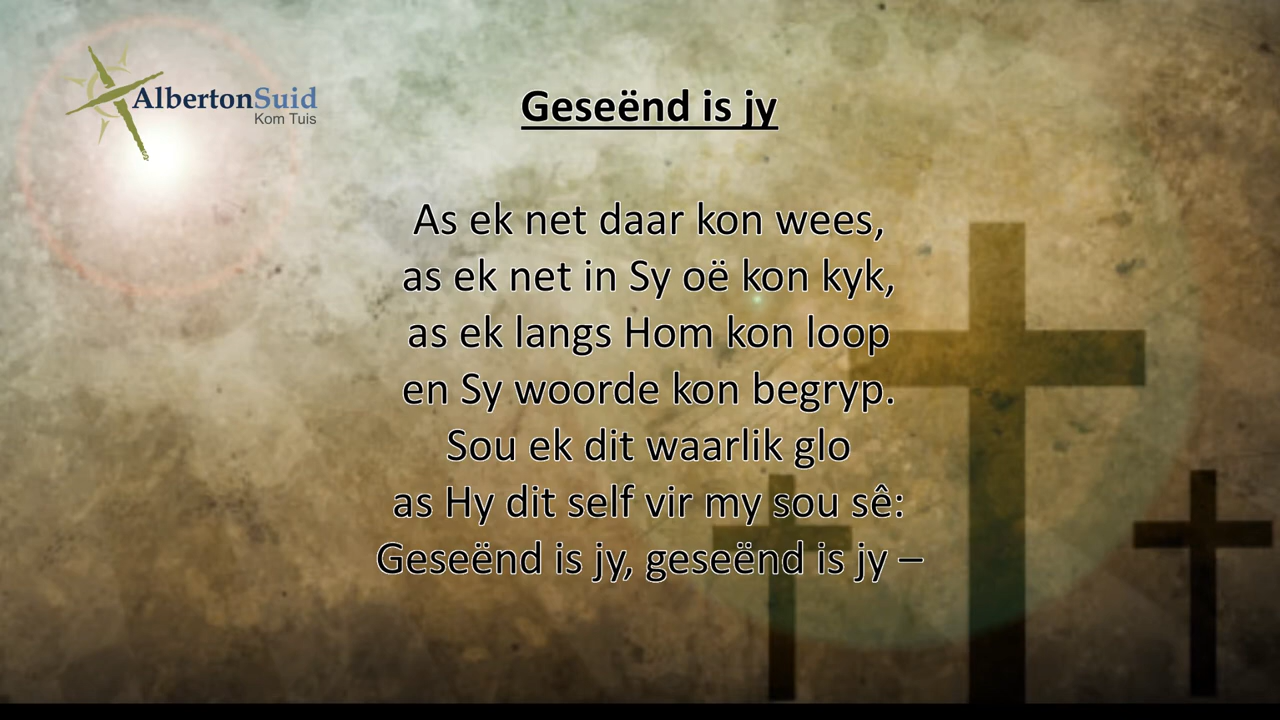 AlbertonSuid
Kom Tuis
Geseënd is jy
As ek net daar kon wees,
as ek net in Sy oë kon kyk,
as ek langs Hom kon loop
en Sy woorde kon begryp.
Sou ek dit waarlik glo
as Hy dit self vir my sou sê:
Geseënd is jy, geseënd is jy –